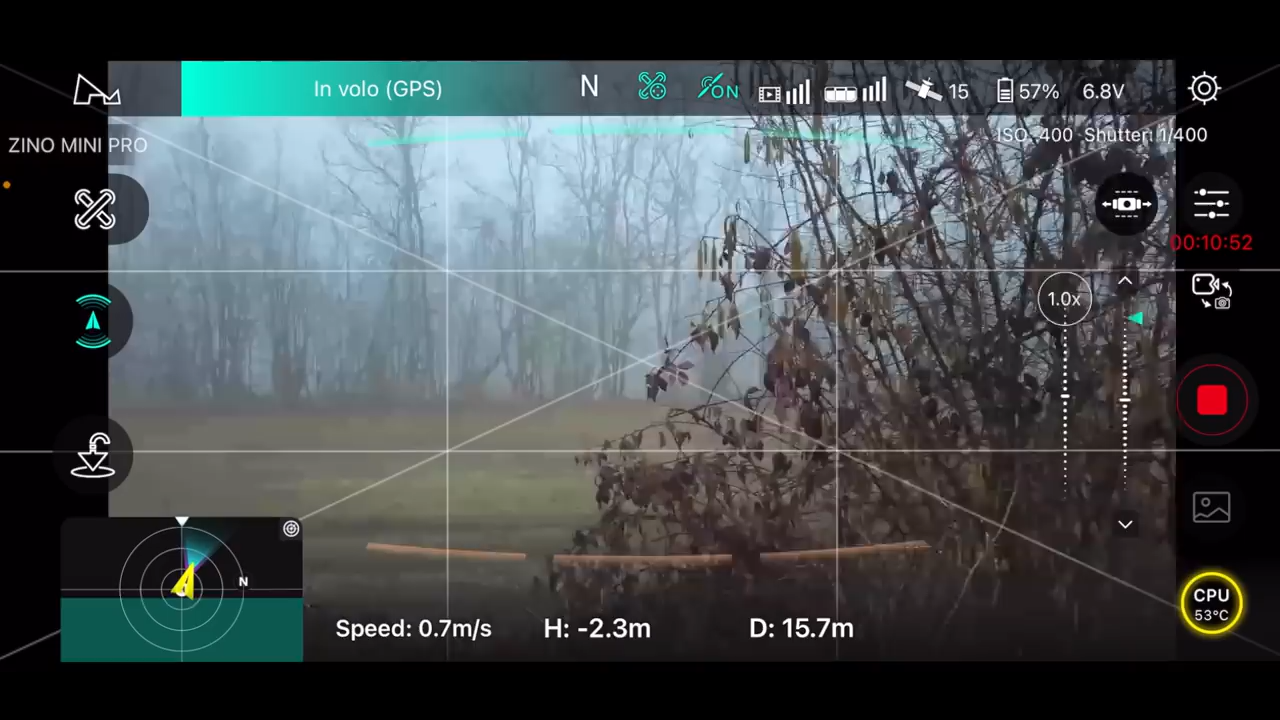 In volo (GPS)
N
ON
15
57%
6.8V
ZINO MINI PRO
ISO 400 Shutter: 1/400
00:10:52
1.0x
N
CPU
53°C
Speed: 0.7m/s
H: -2.3m
D: 15.7m